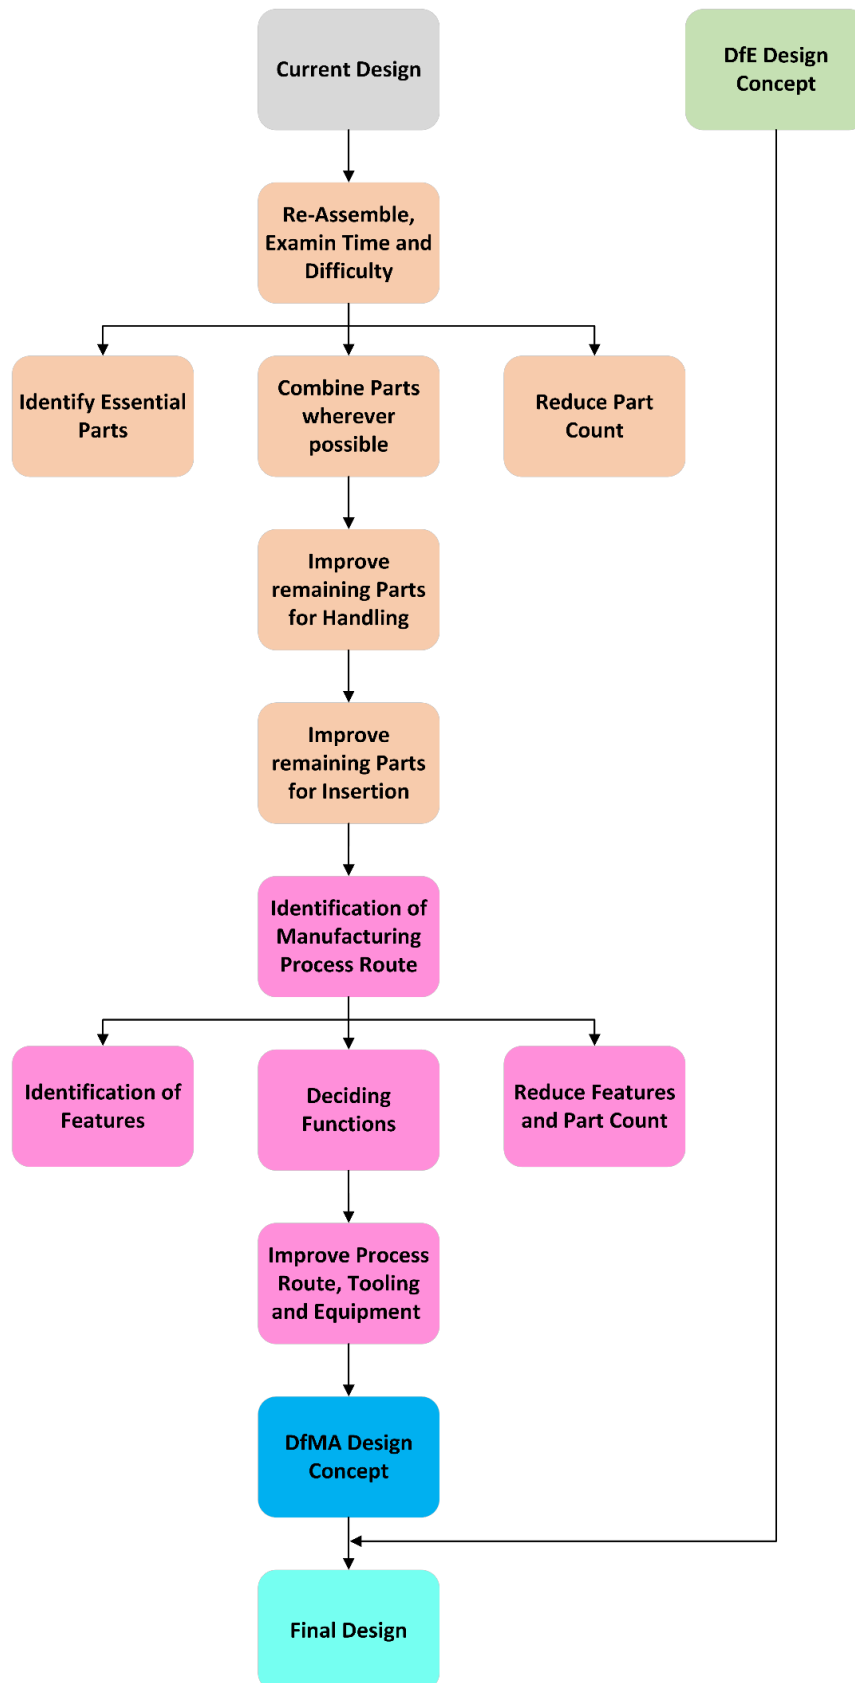 Current Design
DfE Design
Concept
Re-Assemble,
Examin Time and
Difficulty
Identify Essential
Parts
Combine Parts
wherever
possible
Reduce Part
Count
Improve
remaining Parts
for Handling
Improve
remaining Parts
for Insertion
Identification of
Manufacturing
Process Route
Identification of
Features
Deciding
Functions
Reduce Features
and Part Count
Improve Process
Route, Tooling
and Equipment
DfMA Design
Concept
Final Design